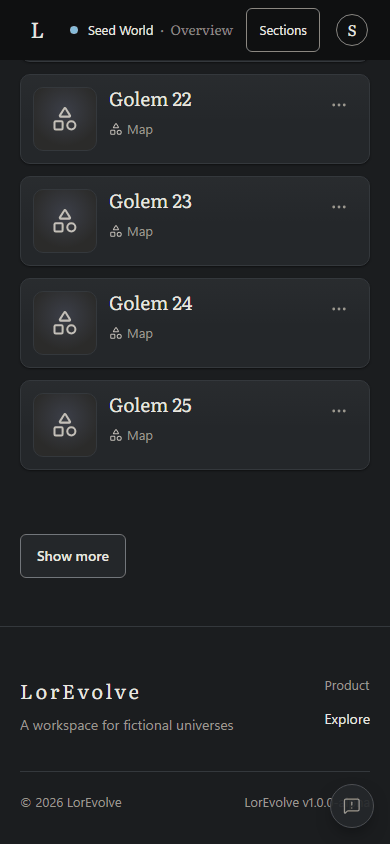 L
Seed World · Overview
Sections
S
Golem 22
Map
Golem 23
Map
Golem 24
Map
Golem 25
Map
Show more
LorEvolve
Product
A workspace for fictional universes
Explore
© 2026 LorEvolve
LorEvolve v1.0.0